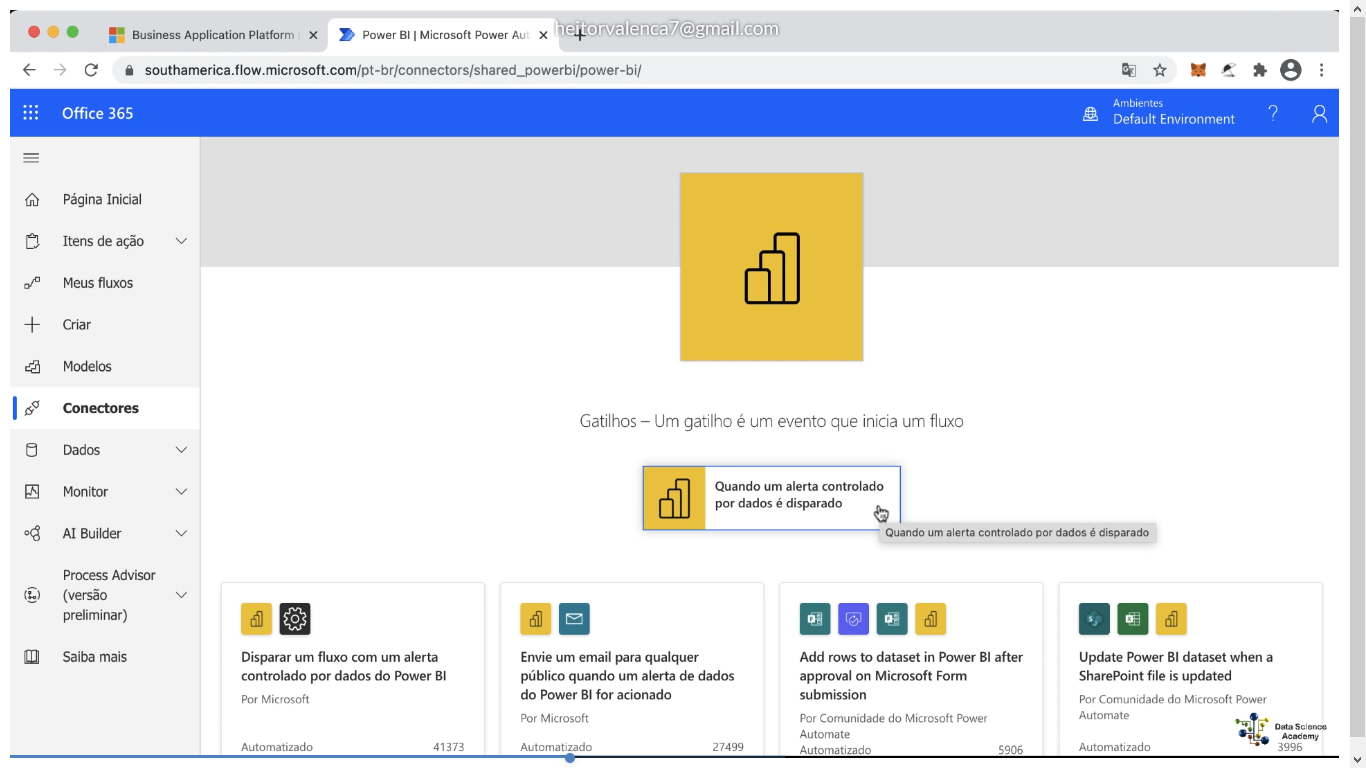 Business Application Platform
Power BI | Microsoft Power Aut
heitorvalenca7@gmail.com
southamerica.flow.microsoft.com/pt-br/connectors/shared_powerbi/power-bi/
Office 365
Ambientes
Default Environment
Página Inicial
Itens de ação
Meus fluxos
Criar
Modelos
Conectores
Dados
Monitor
AI Builder
Process Advisor
(versão
preliminar)
Saiba mais
Gatilhos – Um gatilho é um evento que inicia um fluxo
Quando um alerta controlado
por dados é disparado
Quando um alerta controlado por dados é disparado
Disparar um fluxo com um alerta
controlado por dados do Power BI
Por Microsoft
Automatizado 41373
Envie um email para qualquer
público quando um alerta de dados
do Power BI for acionado
Por Microsoft
Automatizado 27499
Add rows to dataset in Power BI after
approval on Microsoft Form
submission
Por Comunidade do Microsoft Power
Automate
Automatizado 5906
Update Power BI dataset when a
SharePoint file is updated
Por Comunidade do Microsoft Power
Automate
Automatizado 3996
Data Science
Academy